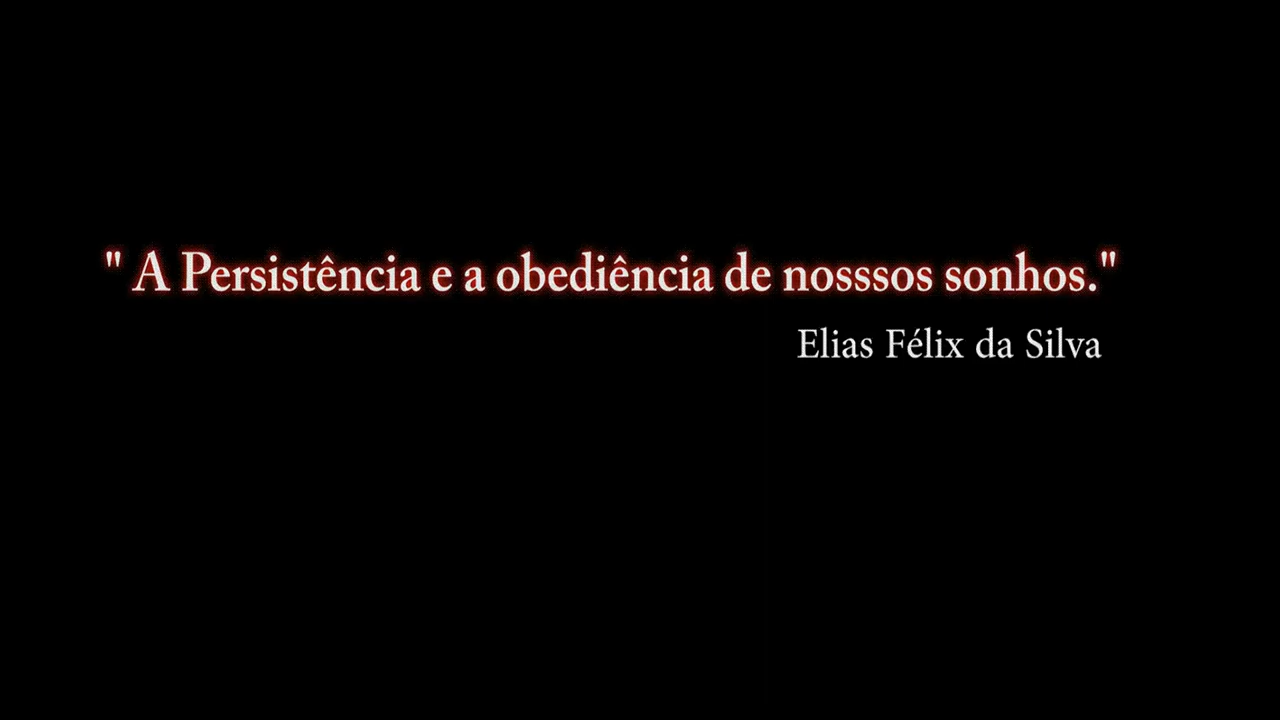 " A Persistência e a obediência de nosssos sonhos."
Elias Félix da Silva